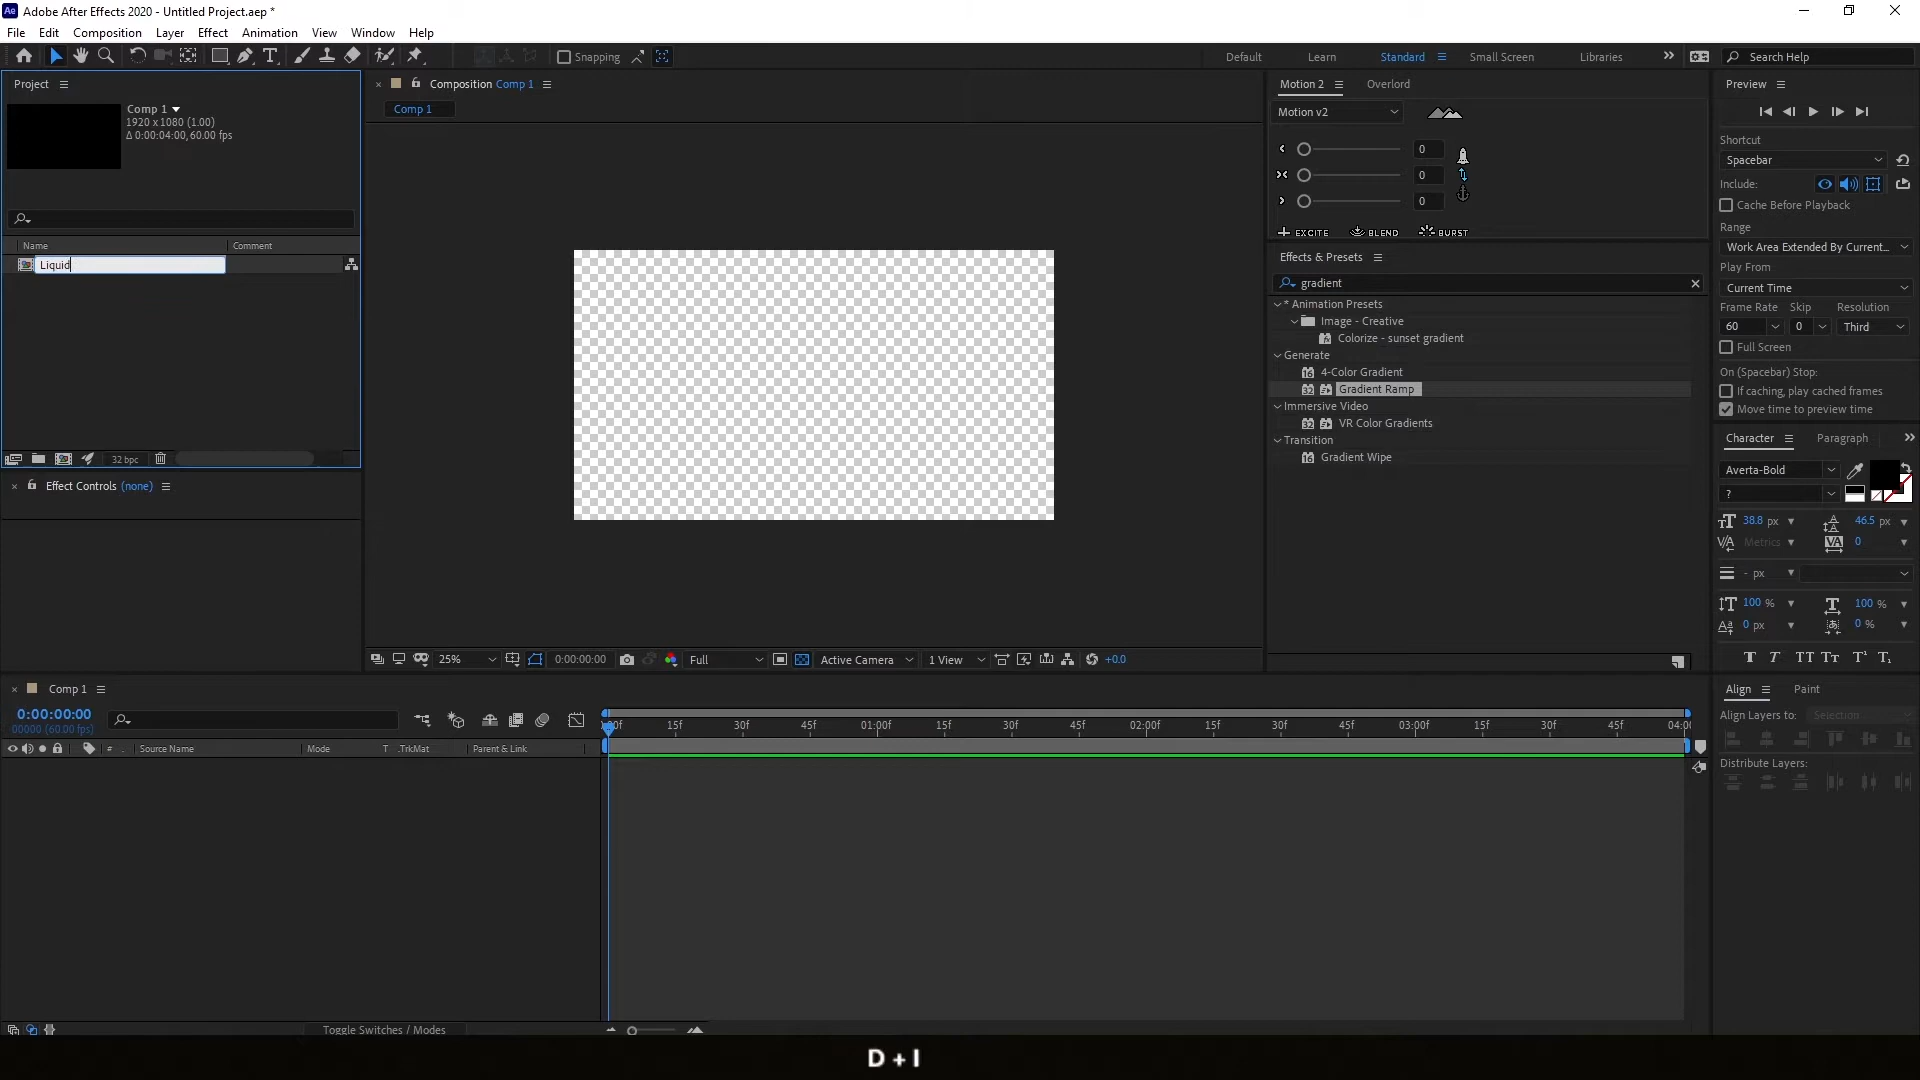 Ae Adobe After Effects 2020 - Untitled Project.aep *
File Edit Composition Layer Effect Animation View Window Help
Snapping
Default Learn Standard Small Screen Libraries
Search Help
Project
Comp 1
1920 x 1080 (1.00)
Δ 0:00:04:00, 60.00 fps
Name Comment
Liquid
32 bpc
Effect Controls (none)
Composition Comp 1
Comp 1
25%
0:00:00:00
Full
Active Camera
1 View
+0.0
Motion 2 Overlord
Motion v2
0
0
0
EXCITE BLEND BURST
Effects & Presets
gradient
* Animation Presets
Image - Creative
Colorize - sunset gradient
Generate
4-Color Gradient
Gradient Ramp
Immersive Video
VR Color Gradients
Transition
Gradient Wipe
Preview
Shortcut
Spacebar
Include:
Cache Before Playback
Range
Work Area Extended By Current...
Play From
Current Time
Frame Rate Skip Resolution
60 0 Third
Full Screen
On (Spacebar) Stop:
If caching, play cached frames
Move time to preview time
Character Paragraph
Averta-Bold
?
38.8 px 46.5 px
Metrics 0
- px
100 % 100 %
0 px 0 %
T T TT Tt T¹ T₁
Align Paint
Align Layers to: Selection
Distribute Layers:
Comp 1
0:00:00:00
00000 (60.00 fps)
# Source Name Mode T .TrkMat Parent & Link
:00f 15f 30f 45f 01:00f 15f 30f 45f 02:00f 15f 30f 45f 03:00f 15f 30f 45f 04:00
Toggle Switches / Modes
D + I